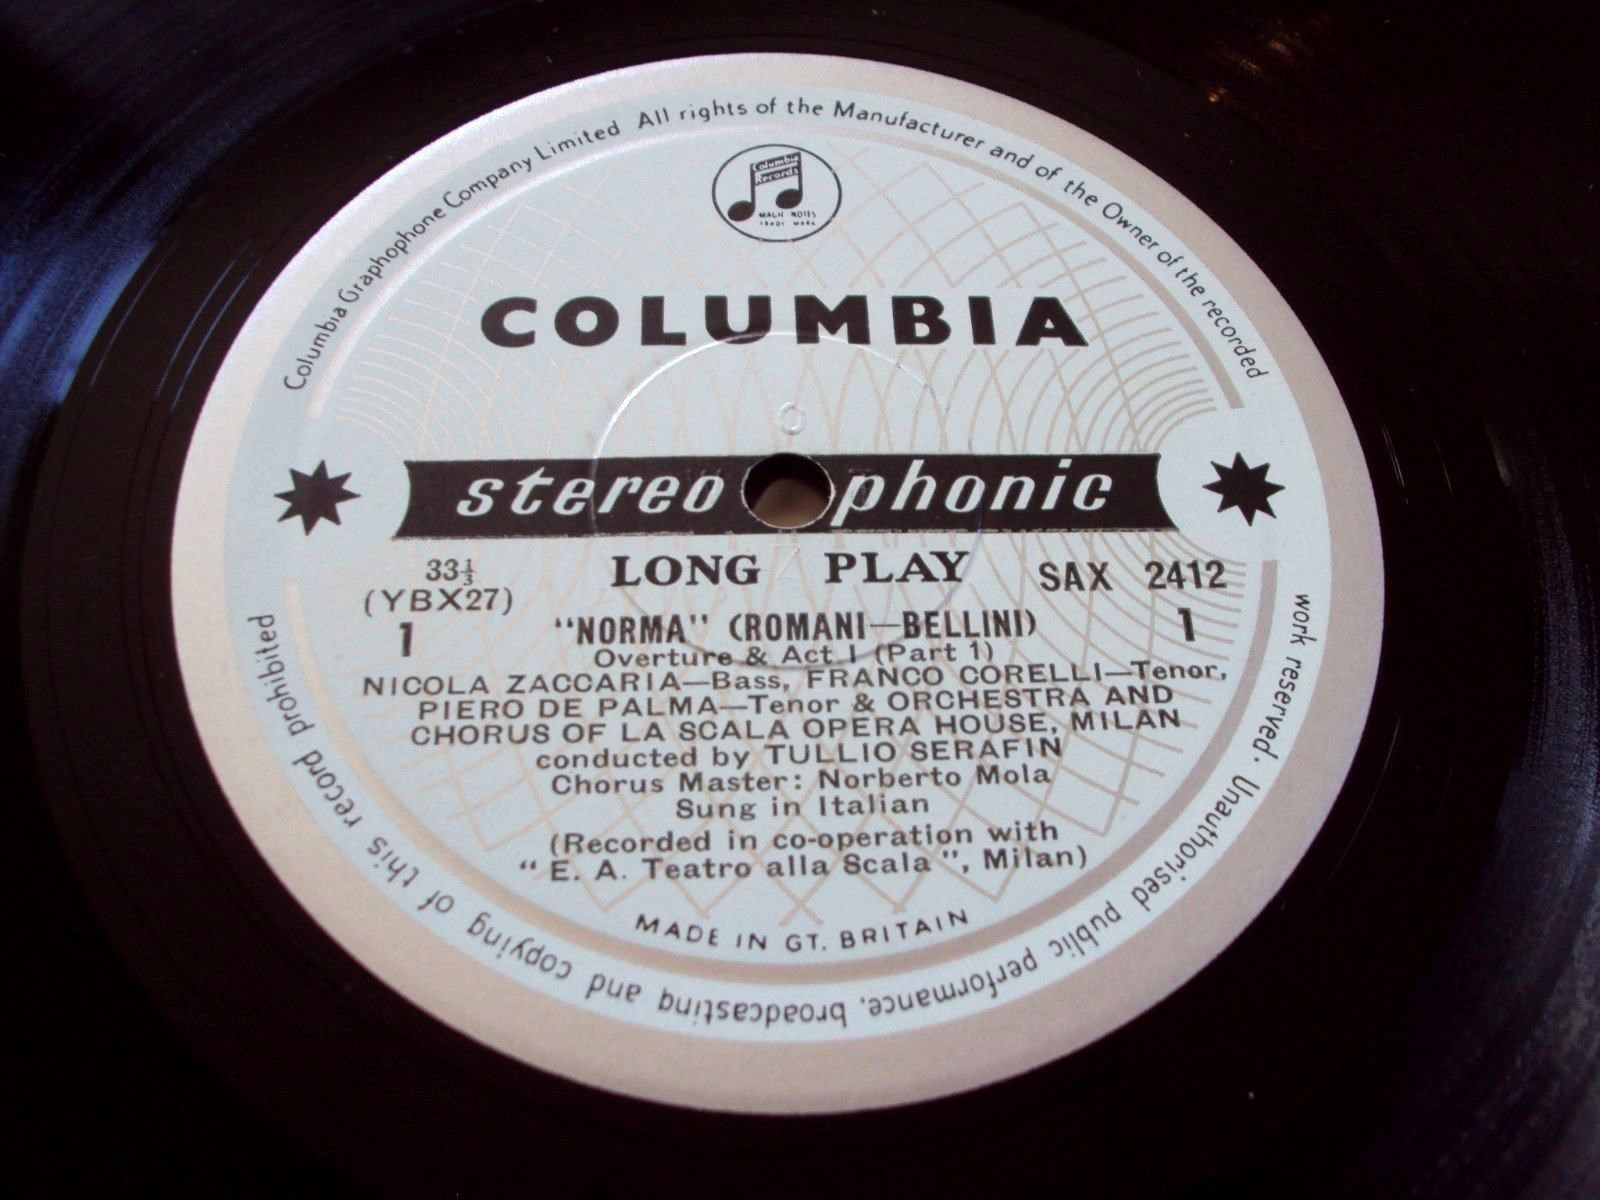 Columbia Graphophone Company Limited All rights of the Manufacturer and of the Owner of the recorded
work reserved. Unauthorised public performance, broadcasting and copying of this record prohibited
Columbia
Records
MAGIC NOTES
TRADE MARK
COLUMBIA
stereophonic
33⅓ LONG PLAY SAX 2412
(YBX27)
1 "NORMA" (ROMANI—BELLINI) 1
Overture & Act I (Part 1)
NICOLA ZACCARIA—Bass, FRANCO CORELLI—Tenor,
PIERO DE PALMA—Tenor & ORCHESTRA AND
CHORUS OF LA SCALA OPERA HOUSE, MILAN
conducted by TULLIO SERAFIN
Chorus Master: Norberto Mola
Sung in Italian
(Recorded in co-operation with
" E. A. Teatro alla Scala ", Milan)
MADE IN GT. BRITAIN